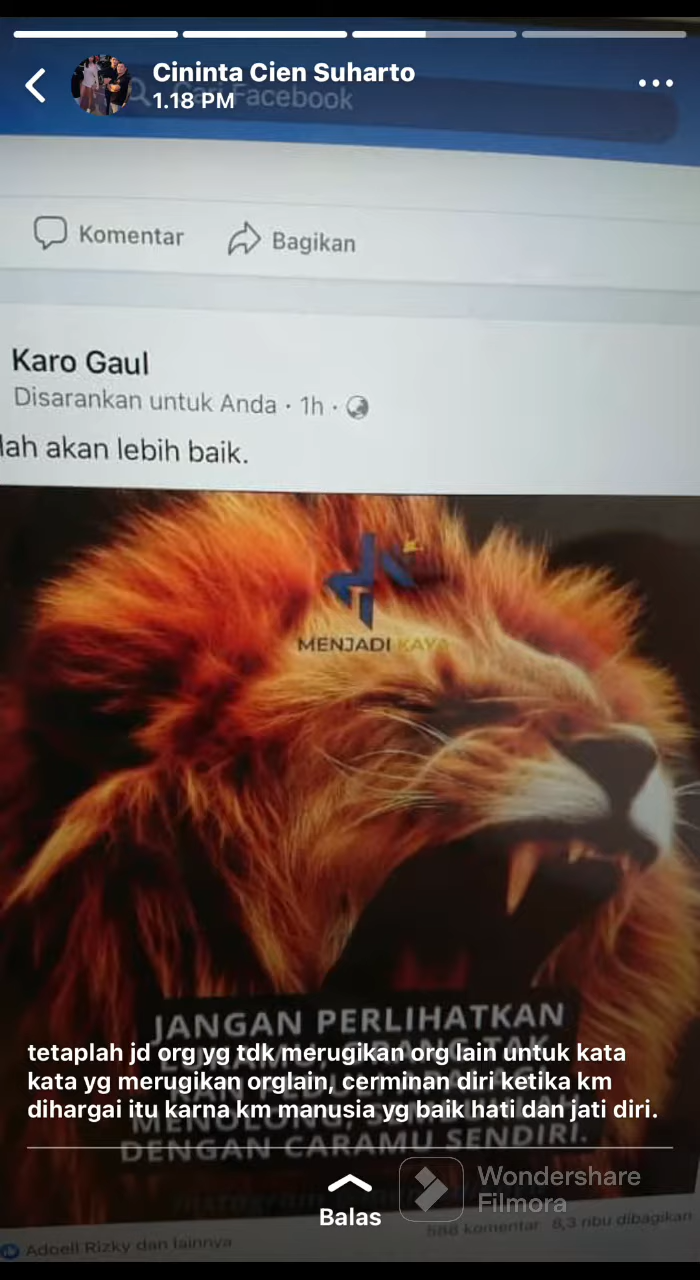 Cininta Cien Suharto
1.18 PM
Cari Facebook
Komentar
Bagikan
Karo Gaul
Disarankan untuk Anda · 1h ·
lah akan lebih baik.
MENJADI KAYA
JANGAN PERLIHATKAN
tetaplah jd org yg tdk merugikan org lain untuk kata
kata yg merugikan orglain, cerminan diri ketika km
dihargai itu karna km manusia yg baik hati dan jati diri.
MENOLONG,
DENGAN CARAMU SENDIRI.
Wondershare
Filmora
Balas
588 komentar 8,3 ribu dibagikan
Adoell Rizky dan lainnya